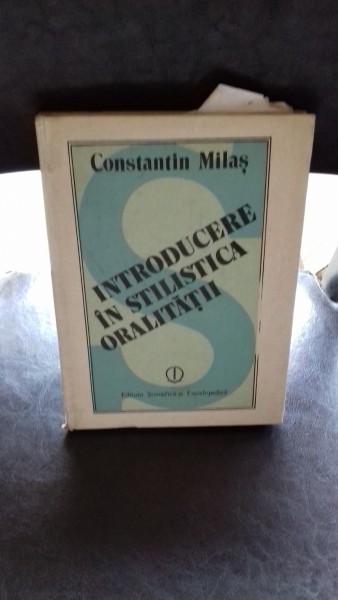 Constantin Milaș
INTRODUCERE
ÎN STILISTICA
ORALITĂȚII
Editura Științifică și Enciclopedică